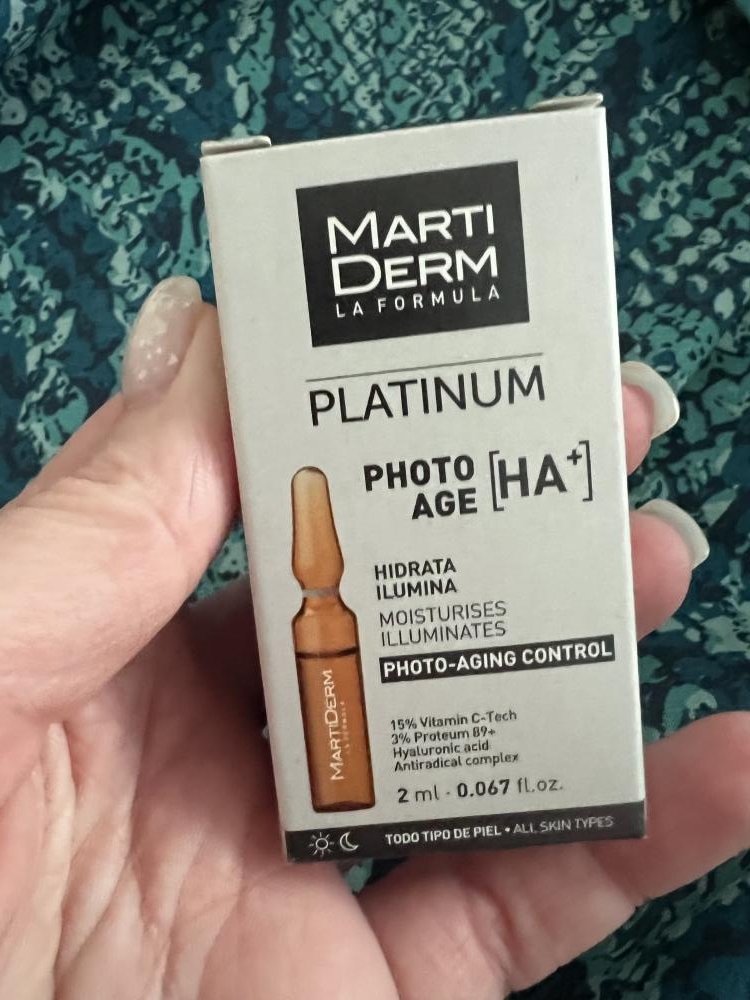 MARTI
DERM
LA FORMULA
PLATINUM
PHOTO
AGE [HA+]
HIDRATA
ILUMINA
MOISTURISES
ILLUMINATES
PHOTO-AGING CONTROL
MARTIDERM
LA FORMULA
15% Vitamin C-Tech
3% Proteum 89+
Hyaluronic acid
Antiradical complex
2 ml · 0.067 fl.oz.
TODO TIPO DE PIEL • ALL SKIN TYPES